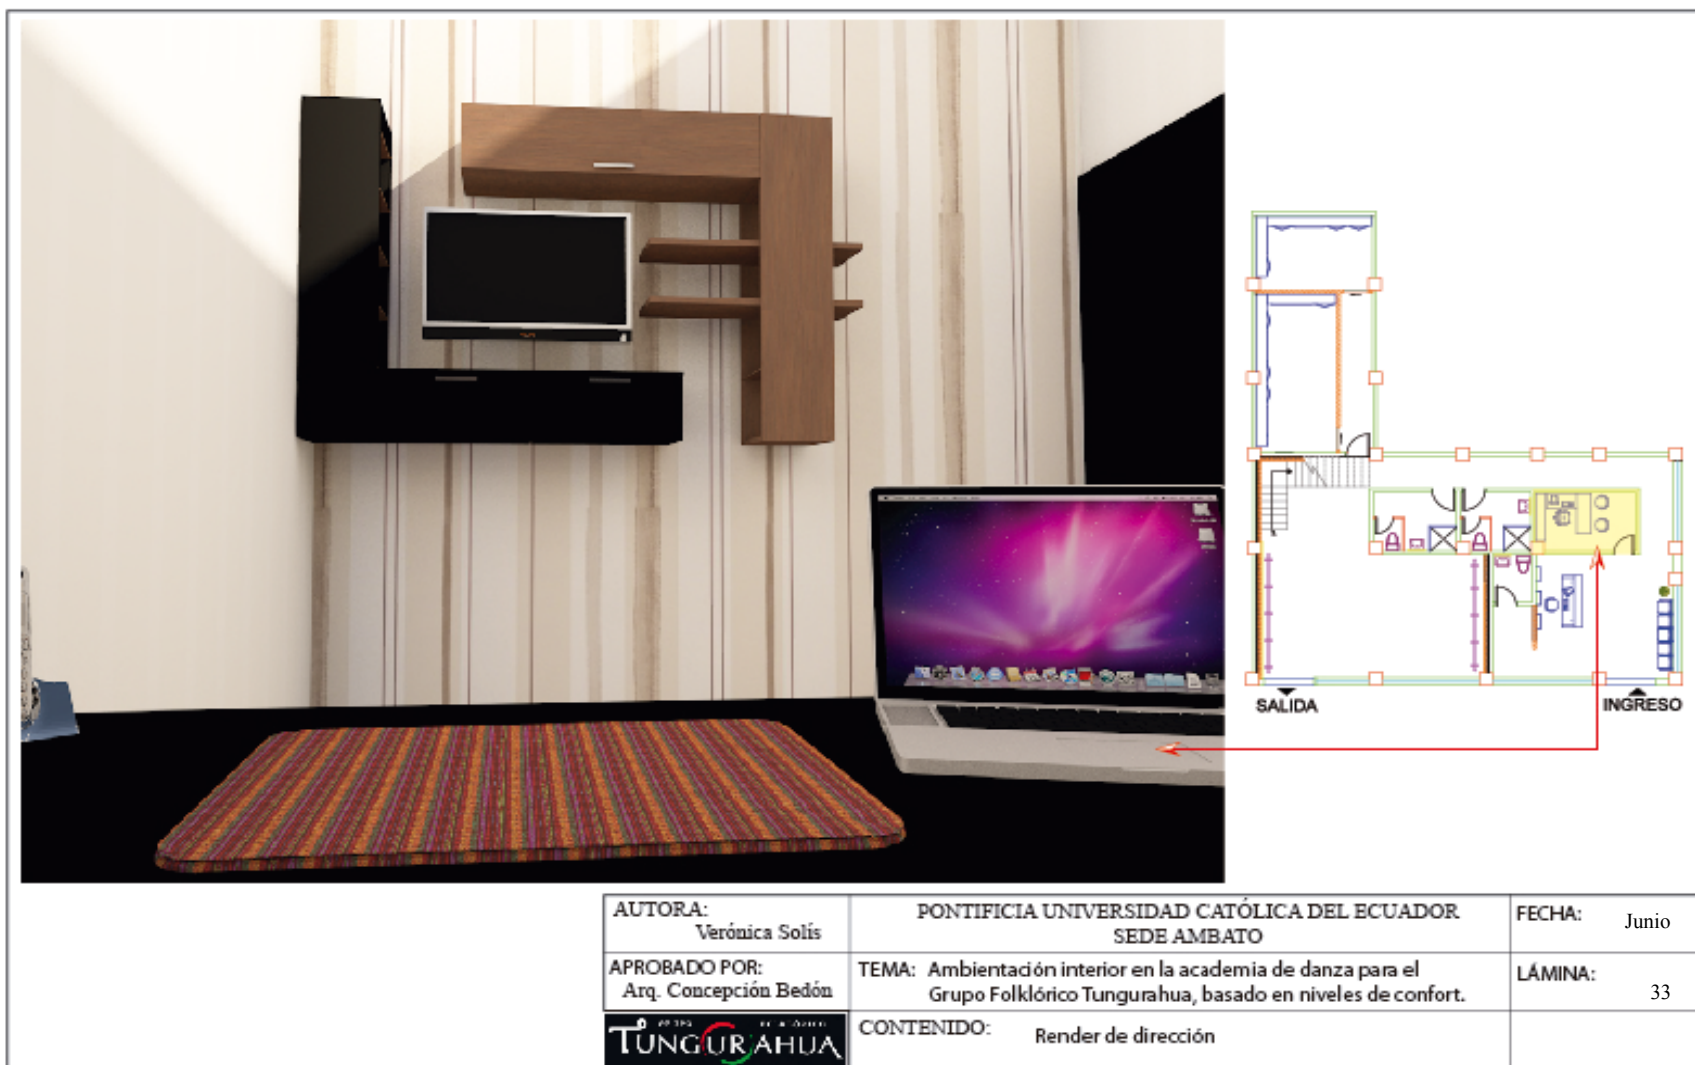 SALIDA
INGRESO
AUTORA:
Verónica Solís
PONTIFICIA UNIVERSIDAD CATÓLICA DEL ECUADOR
SEDE AMBATO
FECHA: Junio
APROBADO POR:
Arq. Concepción Bedón
TEMA: Ambientación interior en la academia de danza para el
Grupo Folklórico Tungurahua, basado en niveles de confort.
LÁMINA: 33
TUNGURAHUA
CONTENIDO: Render de dirección